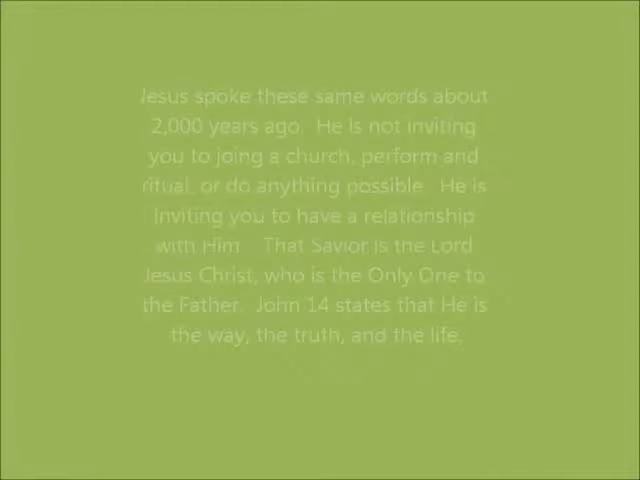 Jesus spoke these same words about
2,000 years ago. He is not inviting
you to joing a church, perform and
ritual, or do anything possible. He is
inviting you to have a relationship
with Him. That Savior is the Lord
Jesus Christ, who is the Only One to
the Father. John 14 states that He is
the way, the truth, and the life.